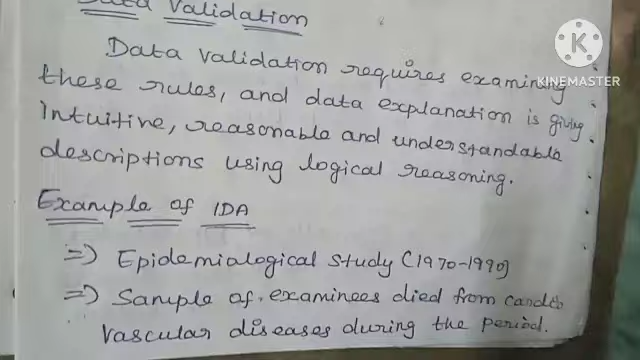 Data Validation
Data validation requires examining
these rules, and data explanation is giving
Intuitive, reasonable and understandable
descriptions using logical reasoning.
Example of IDA
=> Epidemialogical study (1970-1990)
=> Sample of examinees died from cardio
vascular diseases during the period.
KINEMASTER